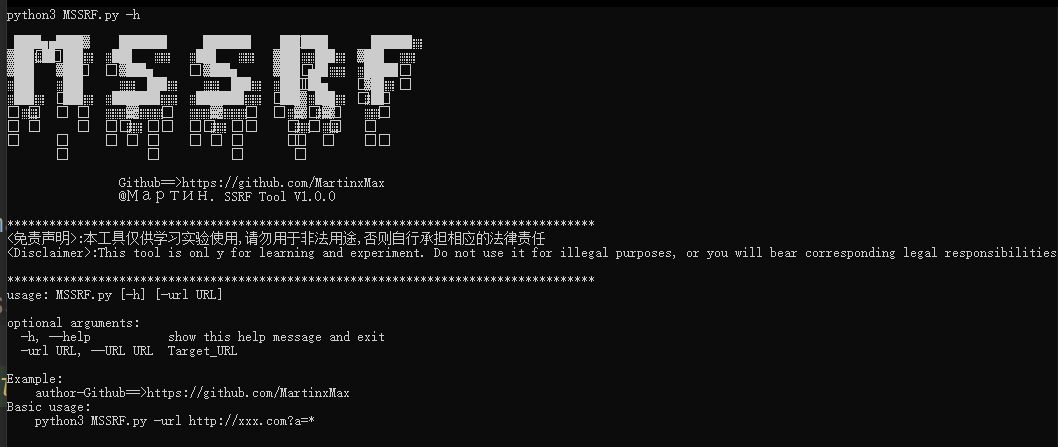 python3 MSSRF.py -h
MSSRF
Github==>https://github.com/MartinxMax
@Мартин. SSRF Tool V1.0.0
************************************************************************************
<免责声明>:本工具仅供学习实验使用,请勿用于非法用途,否则自行承担相应的法律责任
<Disclaimer>:This tool is onl y for learning and experiment. Do not use it for illegal purposes, or you will bear corresponding legal responsibilities
************************************************************************************
usage: MSSRF.py [-h] [-url URL]
optional arguments:
-h, --help show this help message and exit
-url URL, --URL URL Target_URL
Example:
author-Github==>https://github.com/MartinxMax
Basic usage:
python3 MSSRF.py -url http://xxx.com?a=*